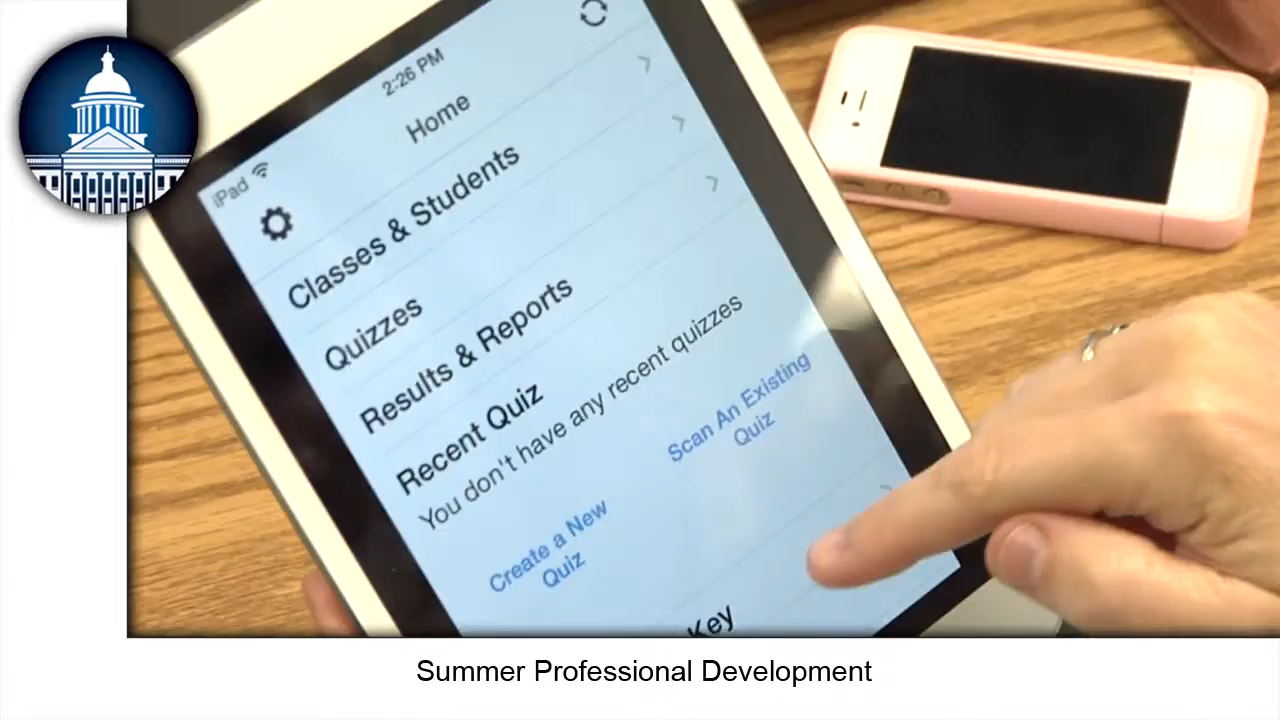 2:26 PM
iPad
Home
Classes & Students
Quizzes
Results & Reports
Recent Quiz
You don't have any recent quizzes
Scan An Existing
Quiz
Create a New
Quiz
Key
Summer Professional Development